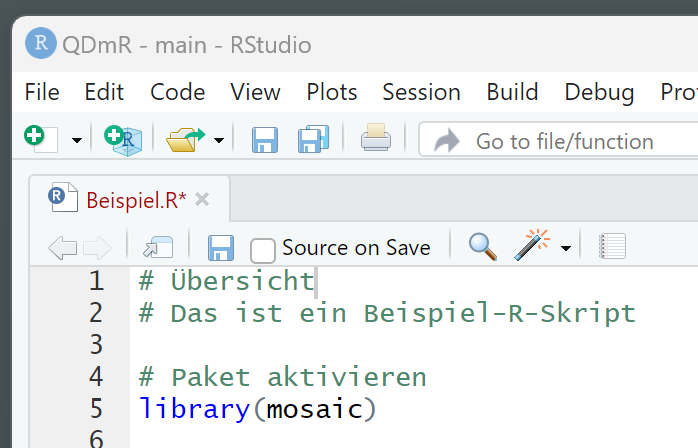 R QDmR - main - RStudio
File Edit Code View Plots Session Build Debug Prof
Go to file/function
R Beispiel.R*
Source on Save
1 # Übersicht
2 # Das ist ein Beispiel-R-Skript
3
4 # Paket aktivieren
5 library(mosaic)
6